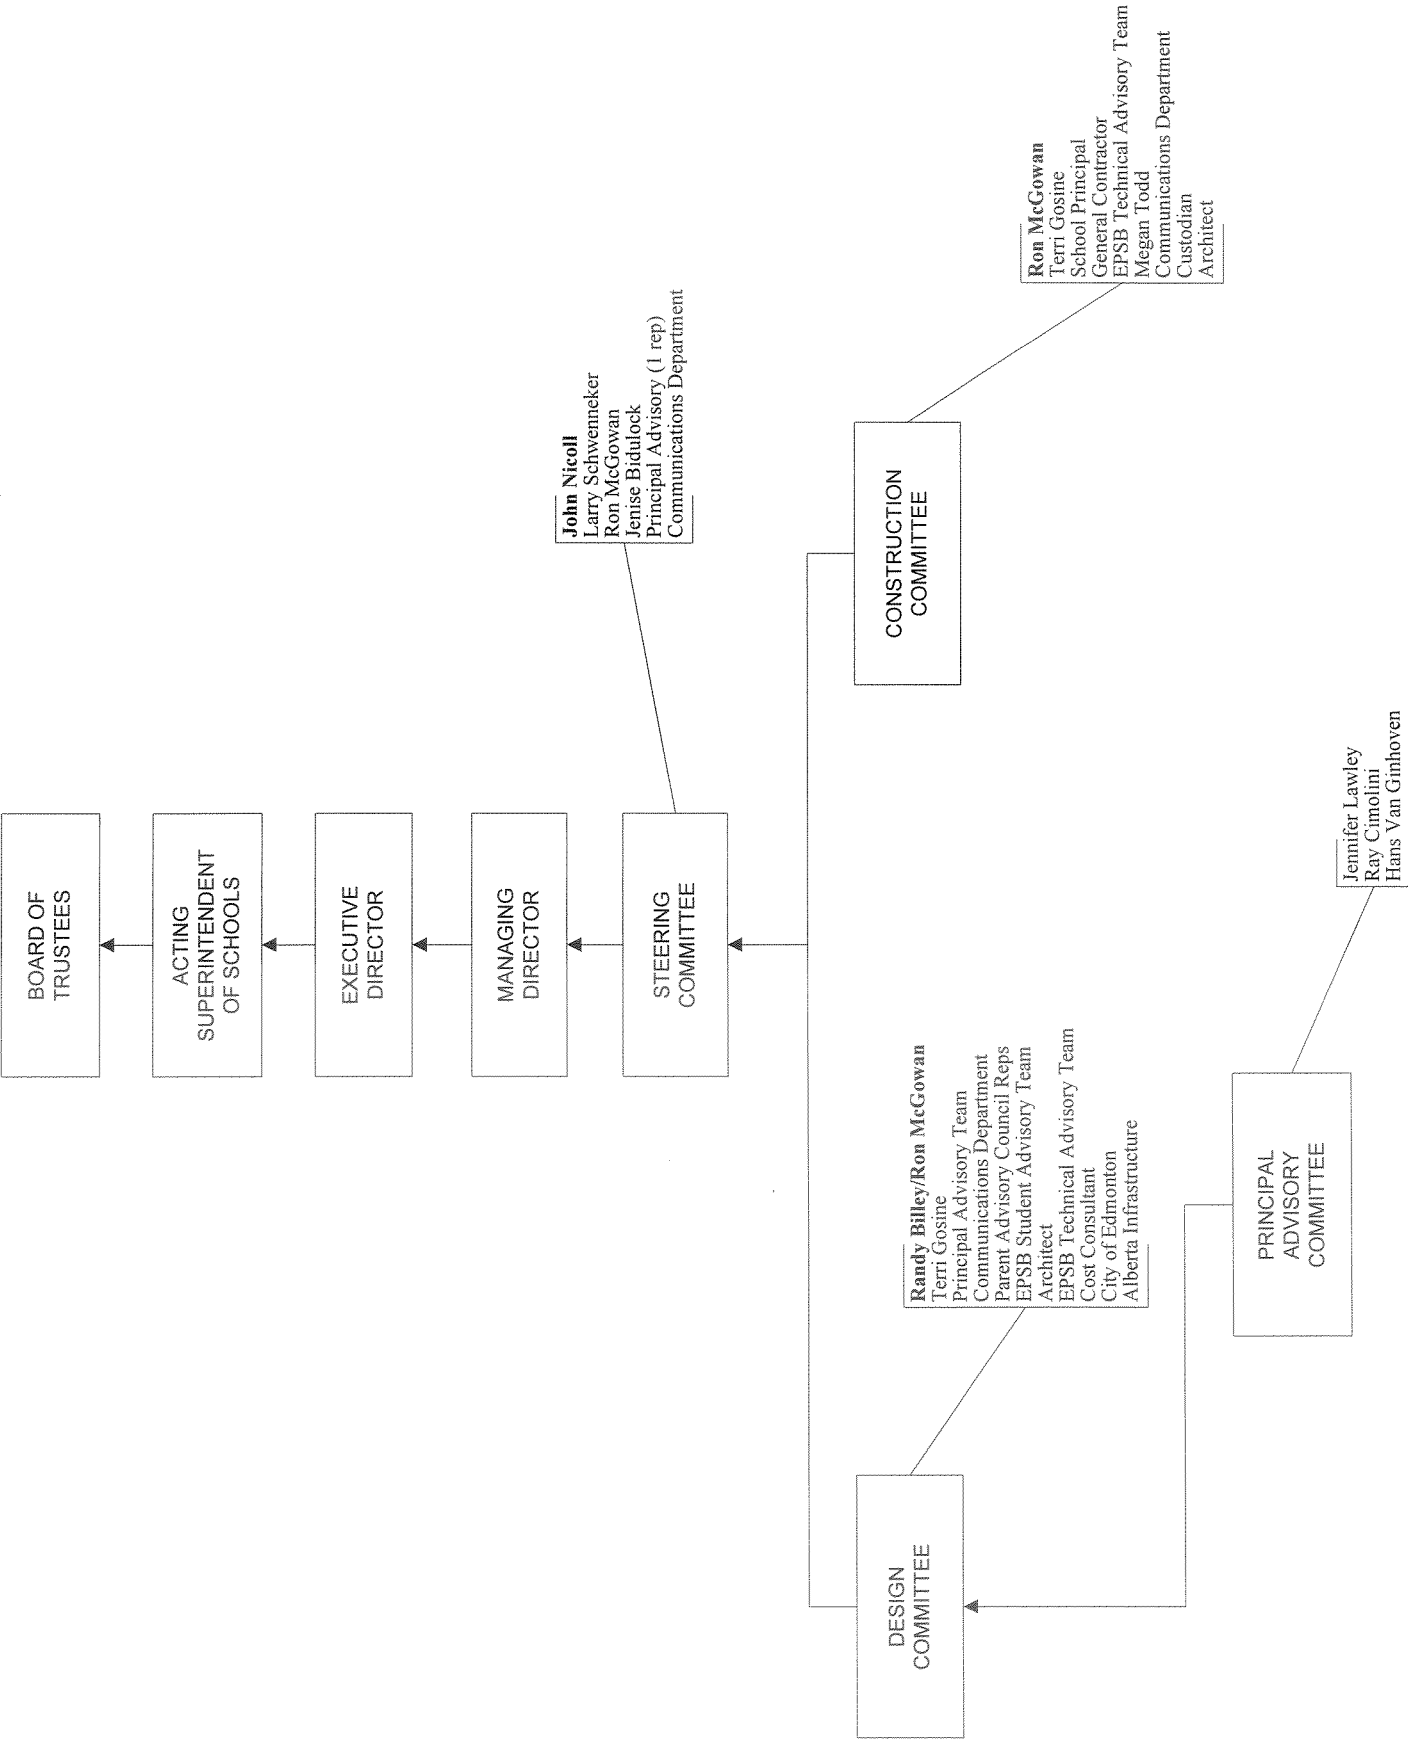 BOARD OF
TRUSTEES
ACTING
SUPERINTENDENT
OF SCHOOLS
EXECUTIVE
DIRECTOR
MANAGING
DIRECTOR
STEERING
COMMITTEE
John Nicoll
Larry Schwenneker
Ron McGowan
Jenise Bidulock
Principal Advisory (1 rep)
Communications Department
DESIGN
COMMITTEE
Randy Billey/Ron McGowan
Terri Gosine
Principal Advisory Team
Communications Department
Parent Advisory Council Reps
EPSB Student Advisory Team
Architect
EPSB Technical Advisory Team
Cost Consultant
City of Edmonton
Alberta Infrastructure
CONSTRUCTION
COMMITTEE
Ron McGowan
Terri Gosine
School Principal
General Contractor
EPSB Technical Advisory Team
Megan Todd
Communications Department
Custodian
Architect
PRINCIPAL
ADVISORY
COMMITTEE
Jennifer Lawley
Ray Cimolini
Hans Van Ginhoven